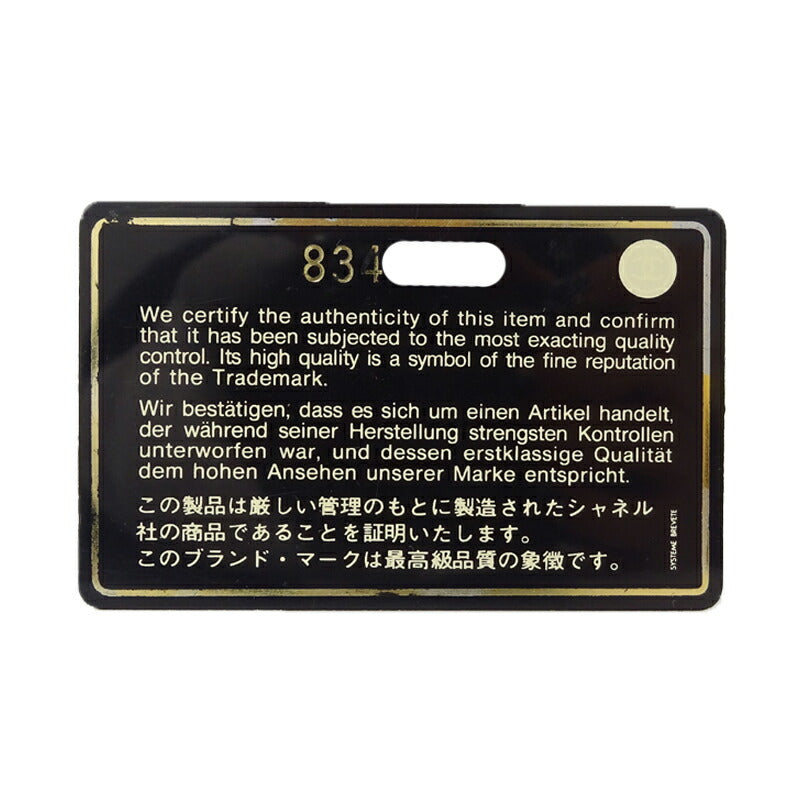 834
We certify the authenticity of this item and confirm
that it has been subjected to the most exacting quality
control. Its high quality is a symbol of the fine reputation
of the Trademark.
Wir bestätigen, dass es sich um einen Artikel handelt,
der während seiner Herstellung strengsten Kontrollen
unterworfen war, und dessen erstklassige Qualität
dem hohen Ansehen unserer Marke entspricht.
この製品は厳しい管理のもとに製造されたシャネル
社の商品であることを証明いたします。
このブランド・マークは最高級品質の象徴です。
SYSTEME BREVETE